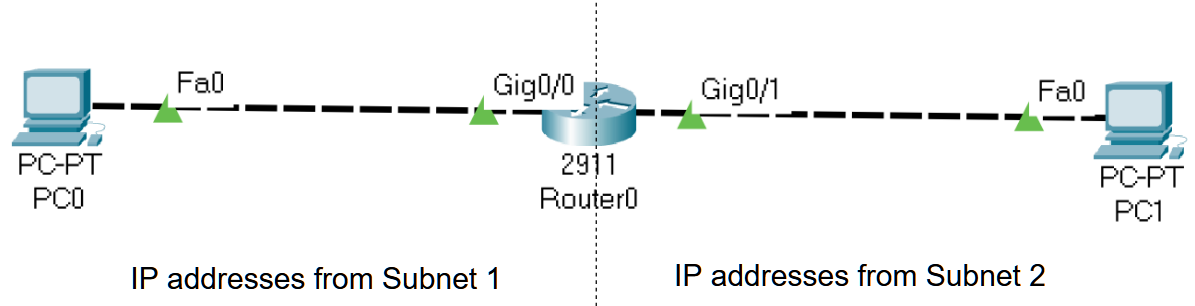 Fa0
Gig0/0
Gig0/1
Fa0
PC-PT
PC0
2911
Router0
PC-PT
PC1
IP addresses from Subnet 1
IP addresses from Subnet 2